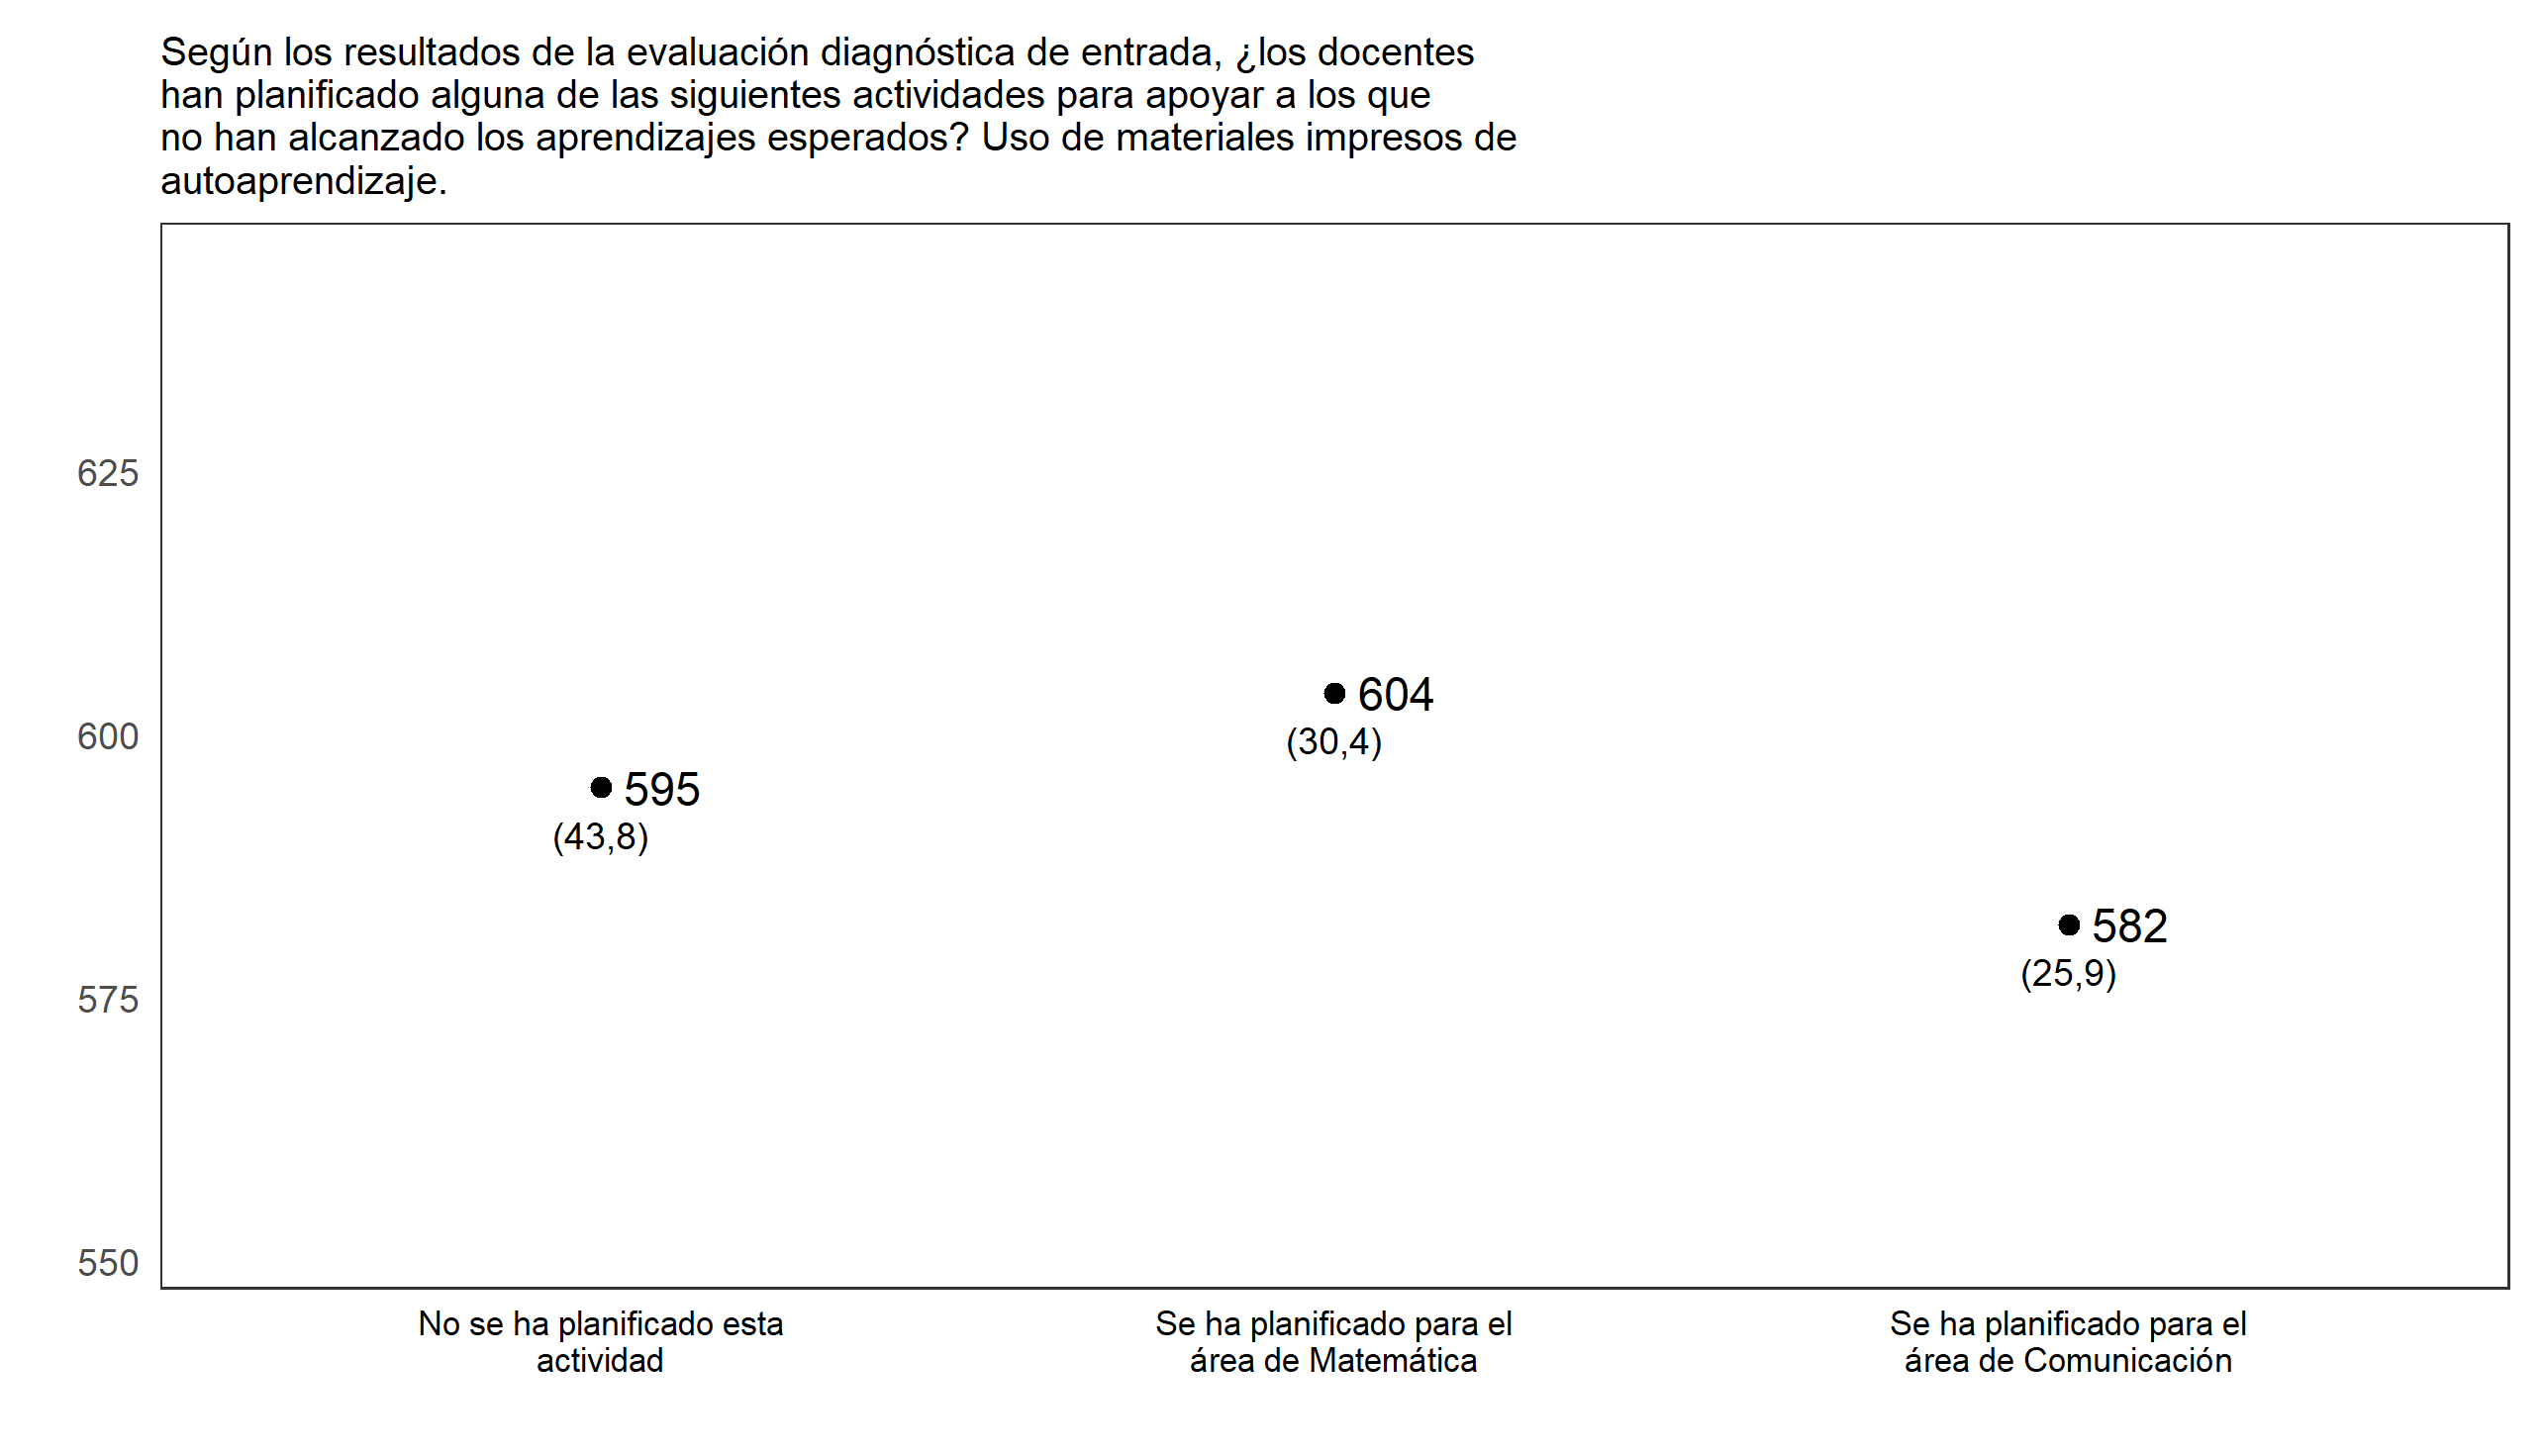 Según los resultados de la evaluación diagnóstica de entrada, ¿los docentes
han planificado alguna de las siguientes actividades para apoyar a los que
no han alcanzado los aprendizajes esperados? Uso de materiales impresos de
autoaprendizaje.
625
600
575
550
595
(43,8)
604
(30,4)
582
(25,9)
No se ha planificado esta
actividad
Se ha planificado para el
área de Matemática
Se ha planificado para el
área de Comunicación